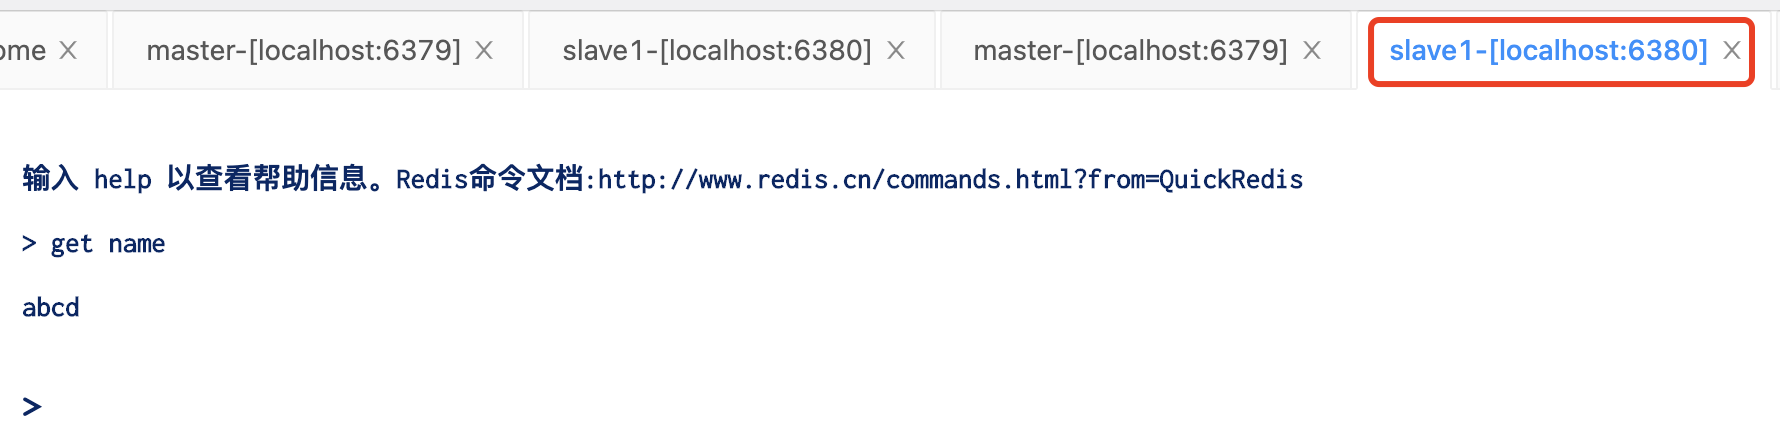 ome X master-[localhost:6379] X slave1-[localhost:6380] X master-[localhost:6379] X slave1-[localhost:6380] X
输入 help 以查看帮助信息。Redis命令文档:http://www.redis.cn/commands.html?from=QuickRedis
> get name
abcd
>